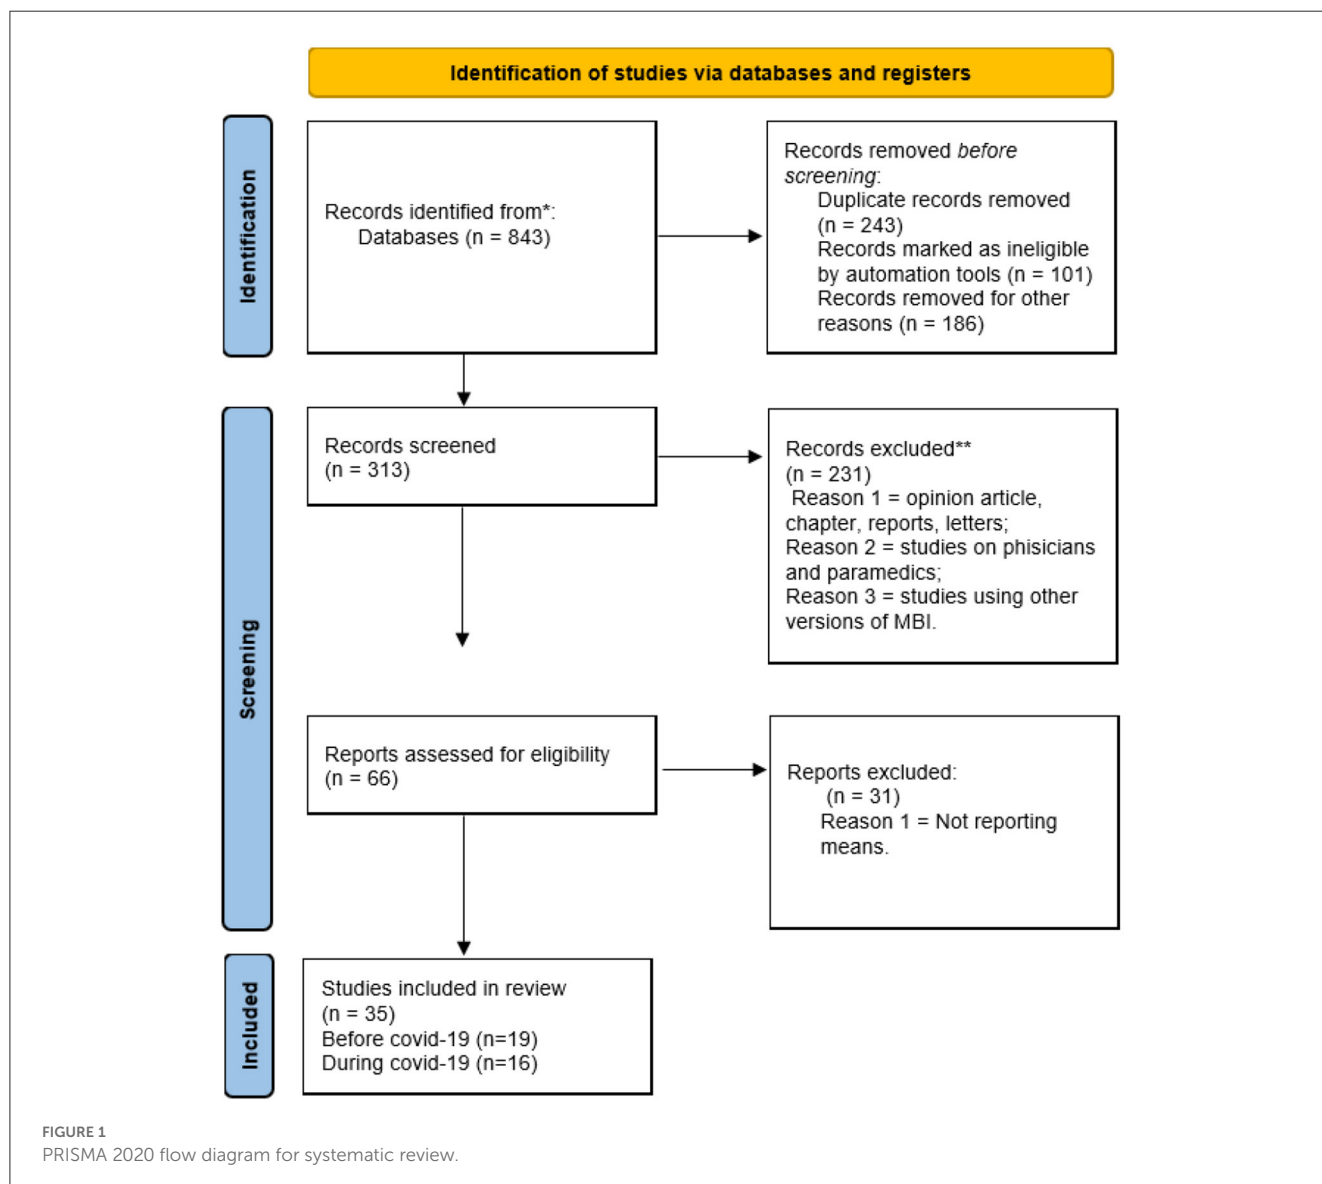 Identification of studies via databases and registers
Identification
Records identified from*:
Databases (n = 843)
Records removed before
screening:
Duplicate records removed
(n = 243)
Records marked as ineligible
by automation tools (n = 101)
Records removed for other
reasons (n = 186)
Screening
Records screened
(n = 313)
Records excluded**
(n = 231)
Reason 1 = opinion article,
chapter, reports, letters;
Reason 2 = studies on phisicians
and paramedics;
Reason 3 = studies using other
versions of MBI.
Reports assessed for eligibility
(n = 66)
Reports excluded:
(n = 31)
Reason 1 = Not reporting
means.
Included
Studies included in review
(n = 35)
Before covid-19 (n=19)
During covid-19 (n=16)
FIGURE 1
PRISMA 2020 flow diagram for systematic review.